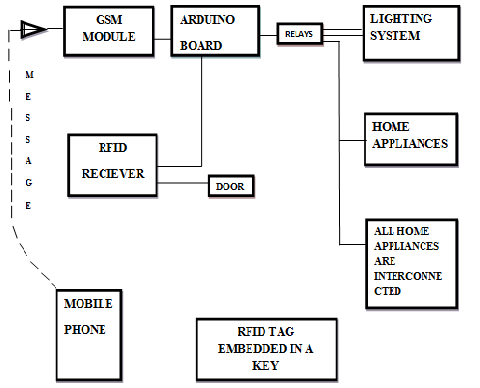 GSM
MODULE
ARDUINO
BOARD
RELAYS
LIGHTING
SYSTEM
M
E
S
S
A
G
E
RFID
RECIEVER
DOOR
HOME
APPLIANCES
ALL HOME
APPLIANCES
ARE
INTERCONNE
CTED
MOBILE
PHONE
RFID TAG
EMBEDDED IN A
KEY